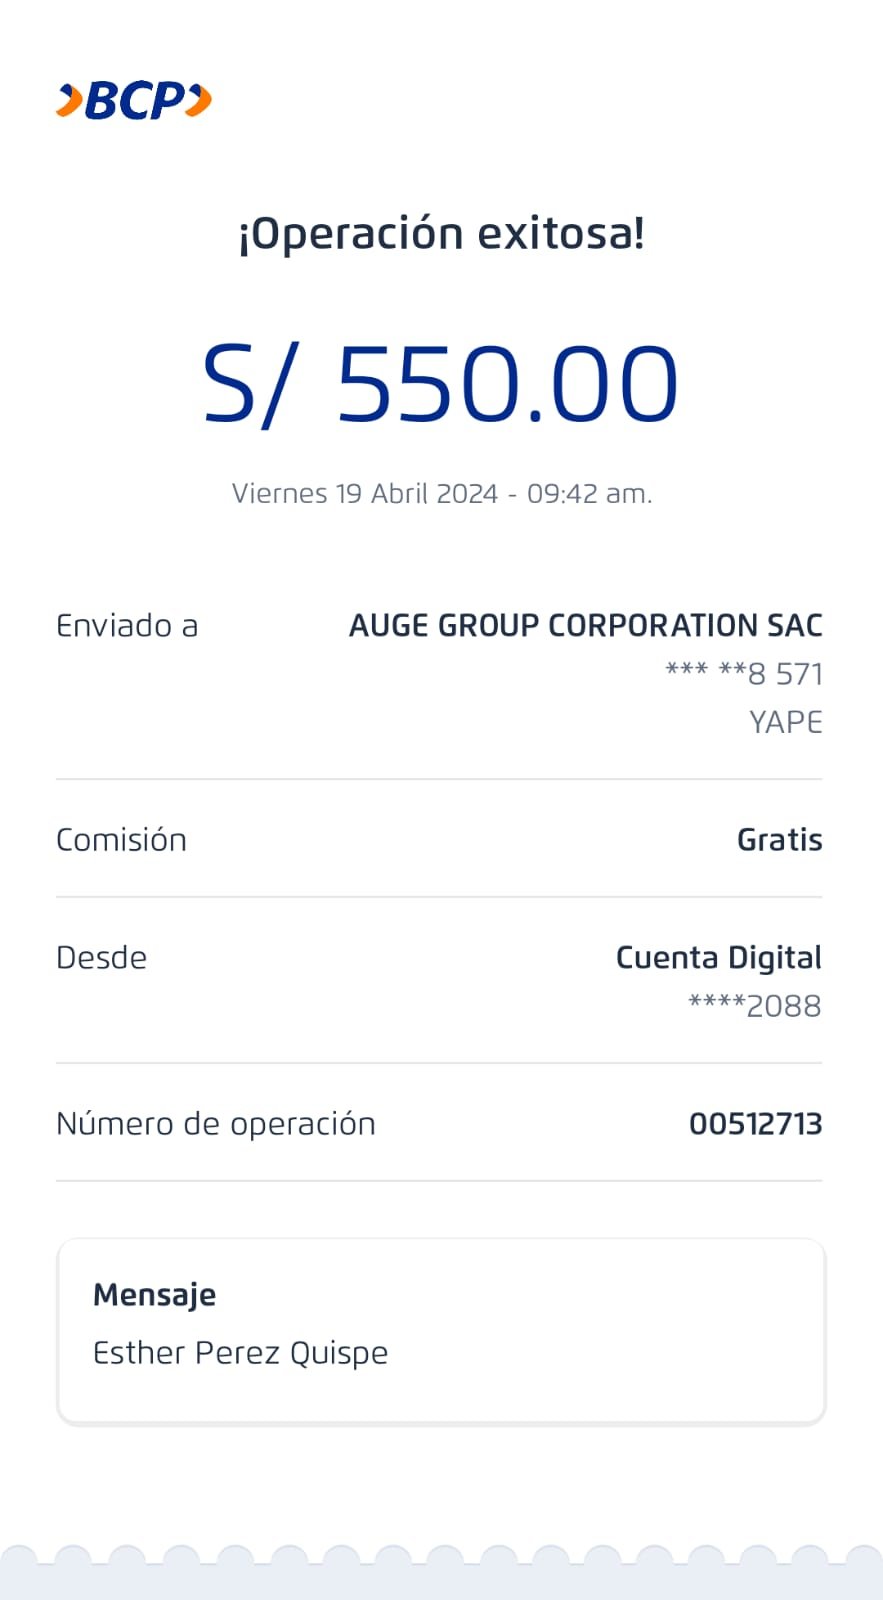 BCP
¡Operación exitosa!
S/ 550.00
Viernes 19 Abril 2024 - 09:42 am.
Enviado a AUGE GROUP CORPORATION SAC
*** **8 571
YAPE
Comisión Gratis
Desde Cuenta Digital
****2088
Número de operación 00512713
Mensaje
Esther Perez Quispe